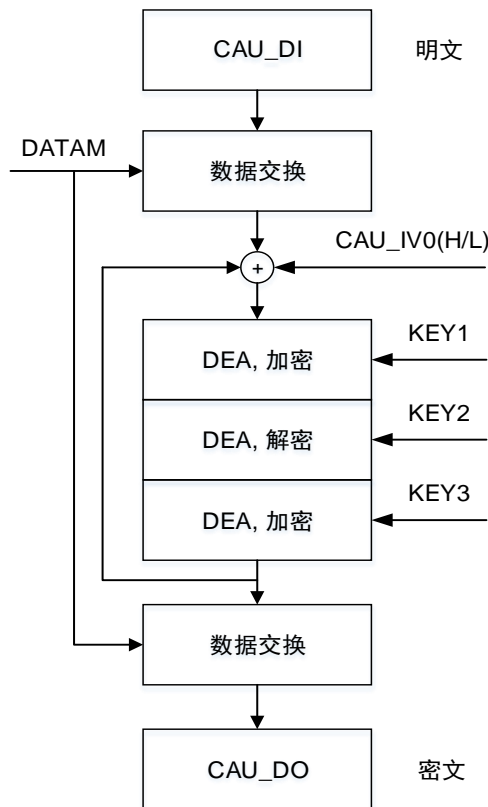 CAU_DI
明文
DATAM
数据交换
CAU_IV0(H/L)
+
DEA, 加密
KEY1
DEA, 解密
KEY2
DEA, 加密
KEY3
数据交换
CAU_DO
密文